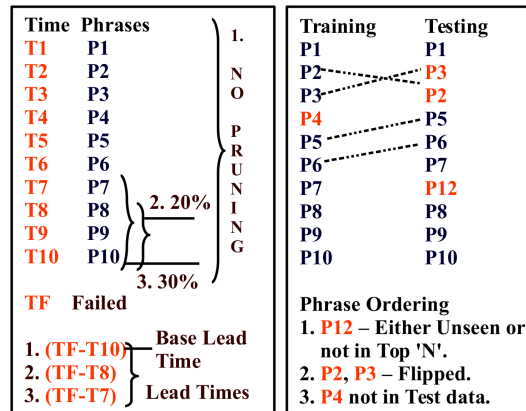 Time Phrases
T1 P1
T2 P2
T3 P3
T4 P4
T5 P5
T6 P6
T7 P7
T8 P8
T9 P9
T10 P10
1. NO PRUNING
2. 20%
3. 30%
TF Failed
1. (TF-T10) Base Lead Time
2. (TF-T8)
3. (TF-T7) Lead Times
Training Testing
P1 P1
P2 P3
P3 P2
P4 P5
P5 P6
P6 P7
P7 P12
P8 P8
P9 P9
P10 P10
Phrase Ordering
1. P12 – Either Unseen or
not in Top 'N'.
2. P2, P3 – Flipped.
3. P4 not in Test data.